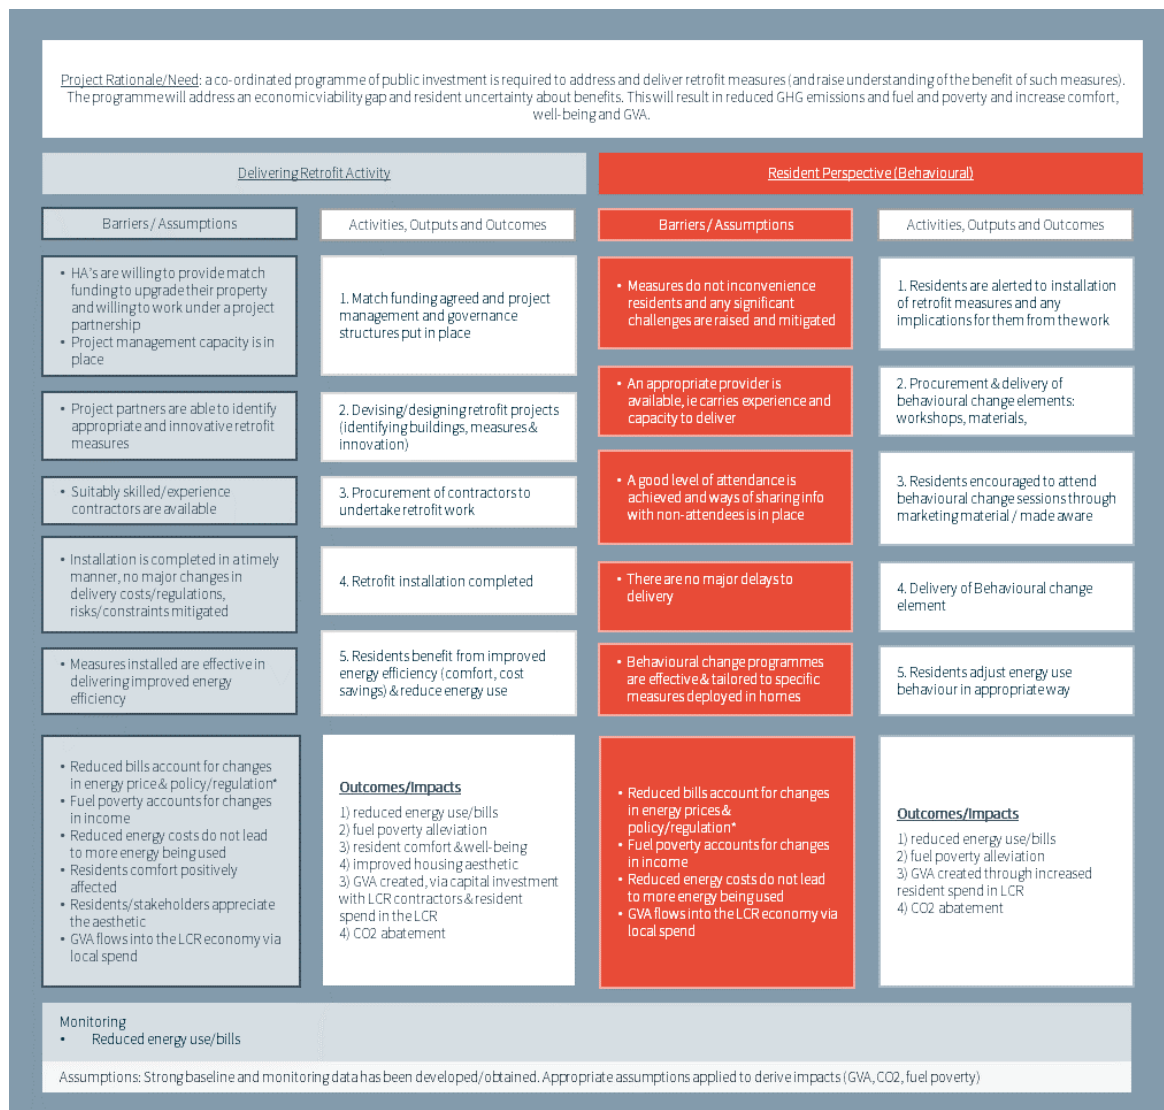 Project Rationale/Need: a co-ordinated programme of public investment is required to address and deliver retrofit measures (and raise understanding of the benefit of such measures).
The programme will address an economic viability gap and resident uncertainty about benefits. This will result in reduced GHG emissions and fuel and poverty and increase comfort,
well-being and GVA.
Delivering Retrofit Activity
Resident Perspective (Behavioural)
Barriers / Assumptions
Activities, Outputs and Outcomes
Barriers / Assumptions
Activities, Outputs and Outcomes
• HA's are willing to provide match
funding to upgrade their property
and willing to work under a project
partnership
• Project management capacity is in
place
1. Match funding agreed and project
management and governance
structures put in place
• Measures do not inconvenience
residents and any significant
challenges are raised and mitigated
1. Residents are alerted to installation
of retrofit measures and any
implications for them from the work
• Project partners are able to identify
appropriate and innovative retrofit
measures
2. Devising/designing retrofit projects
(identifying buildings, measures &
innovation)
• An appropriate provider is
available, ie carries experience and
capacity to deliver
2. Procurement & delivery of
behavioural change elements:
workshops, materials,
• Suitably skilled/experience
contractors are available
3. Procurement of contractors to
undertake retrofit work
• A good level of attendance is
achieved and ways of sharing info
with non-attendees is in place
3. Residents encouraged to attend
behavioural change sessions through
marketing material / made aware
• Installation is completed in a timely
manner, no major changes in
delivery costs/regulations,
risks/constraints mitigated
4. Retrofit installation completed
• There are no major delays to
delivery
4. Delivery of Behavioural change
element
• Measures installed are effective in
delivering improved energy
efficiency
5. Residents benefit from improved
energy efficiency (comfort, cost
savings) & reduce energy use
• Behavioural change programmes
are effective & tailored to specific
measures deployed in homes
5. Residents adjust energy use
behaviour in appropriate way
• Reduced bills account for changes
in energy price & policy/regulation*
• Fuel poverty accounts for changes
in income
• Reduced energy costs do not lead
to more energy being used
• Residents comfort positively
affected
• Residents/stakeholders appreciate
the aesthetic
• GVA flows into the LCR economy via
local spend
Outcomes/Impacts
1) reduced energy use/bills
2) fuel poverty alleviation
3) resident comfort & well-being
4) improved housing aesthetic
3) GVA created, via capital investment
with LCR contractors & resident
spend in the LCR
4) CO2 abatement
• Reduced bills account for changes
in energy prices &
policy/regulation*
• Fuel poverty accounts for changes
in income
• Reduced energy costs do not lead
to more energy being used
• GVA flows into the LCR economy via
local spend
Outcomes/Impacts
1) reduced energy use/bills
2) fuel poverty alleviation
3) GVA created through increased
resident spend in LCR
4) CO2 abatement
Monitoring
• Reduced energy use/bills
Assumptions: Strong baseline and monitoring data has been developed/obtained. Appropriate assumptions applied to derive impacts (GVA, CO2, fuel poverty)